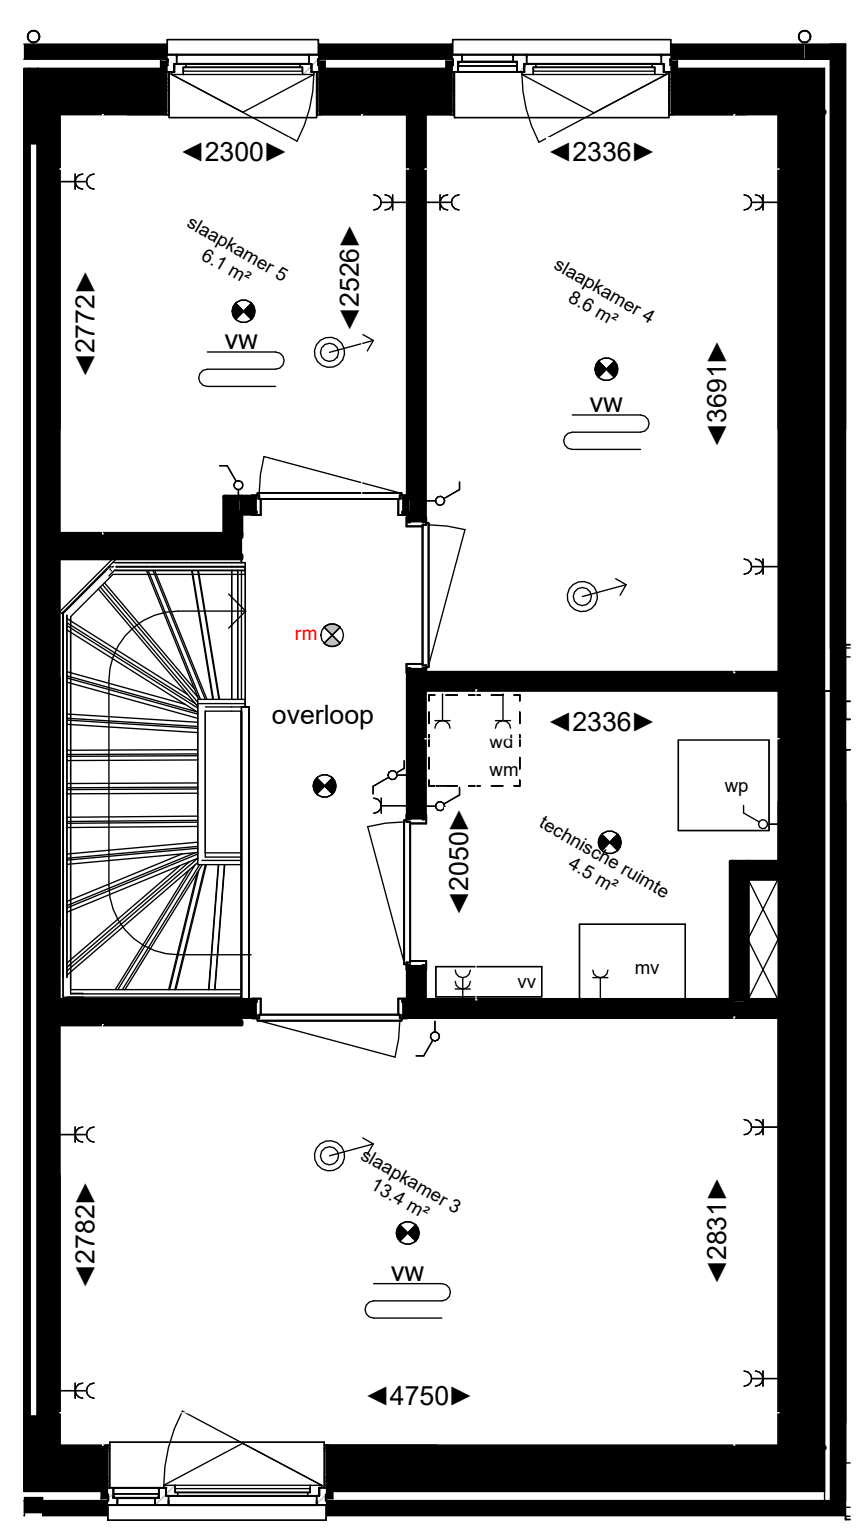 2300
2336
slaapkamer 5
6.1 m²
2526
2772
vw
slaapkamer 4
8.6 m²
3691
vw
rm
overloop
wd
wm
2336
wp
2050
technische ruimte
4.5 m²
vv
mv
slaapkamer 3
13.4 m²
2782
2831
vw
4750